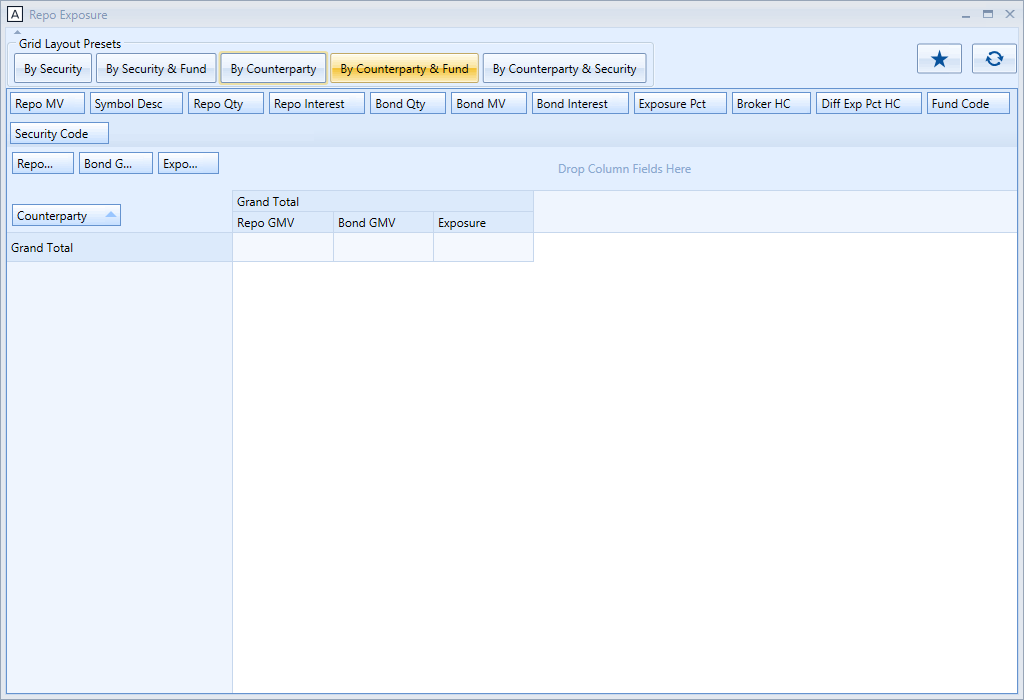 A Repo Exposure
Grid Layout Presets
By Security By Security & Fund By Counterparty By Counterparty & Fund By Counterparty & Security
Repo MV Symbol Desc Repo Qty Repo Interest Bond Qty Bond MV Bond Interest Exposure Pct Broker HC Diff Exp Pct HC Fund Code
Security Code
Repo... Bond G... Expo... Drop Column Fields Here
Grand Total
Counterparty Repo GMV Bond GMV Exposure
Grand Total